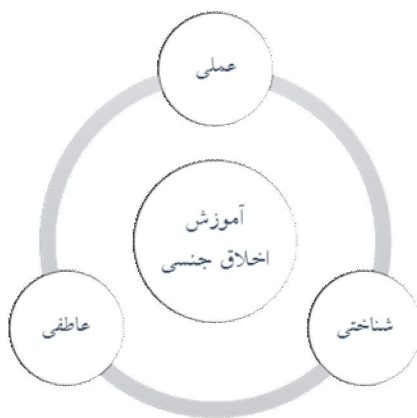 عملی
آموزش
اخلاق جنسی
شناختی
عاطفی